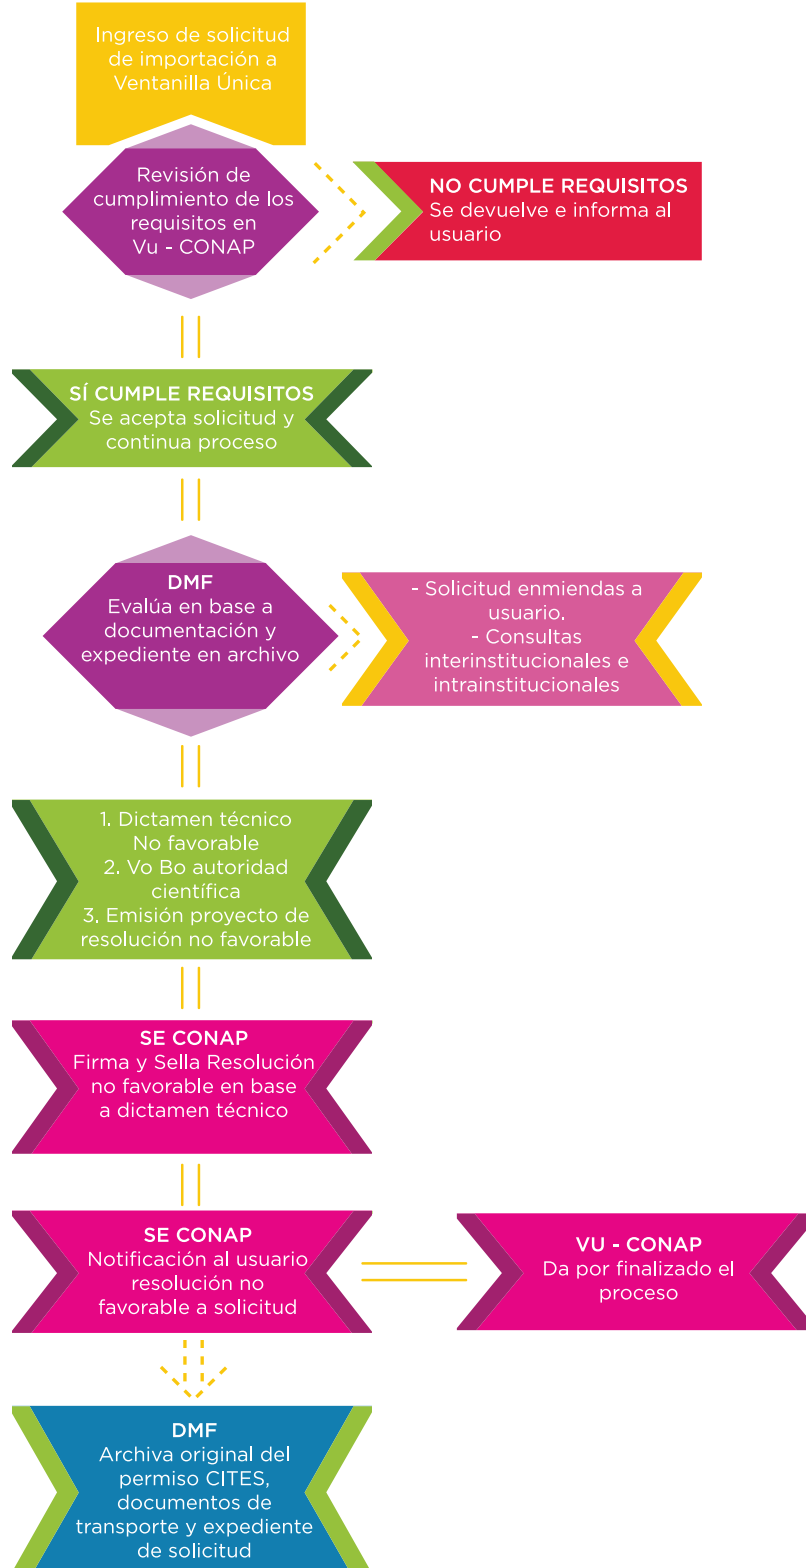 Ingreso de solicitud
de importación a
Ventanilla Única
Revisión de
cumplimiento de los
requisitos en
Vu - CONAP
NO CUMPLE REQUISITOS
Se devuelve e informa al
usuario
SÍ CUMPLE REQUISITOS
Se acepta solicitud y
continua proceso
DMF
Evalúa en base a
documentación y
expediente en archivo
- Solicitud enmiendas a
usuario.
- Consultas
interinstitucionales e
intrainstitucionales
1. Dictamen técnico
No favorable
2. Vo Bo autoridad
científica
3. Emisión proyecto de
resolución no favorable
SE CONAP
Firma y Sella Resolución
no favorable en base
a dictamen técnico
SE CONAP
Notificación al usuario
resolución no
favorable a solicitud
VU - CONAP
Da por finalizado el
proceso
DMF
Archiva original del
permiso CITES,
documentos de
transporte y expediente
de solicitud